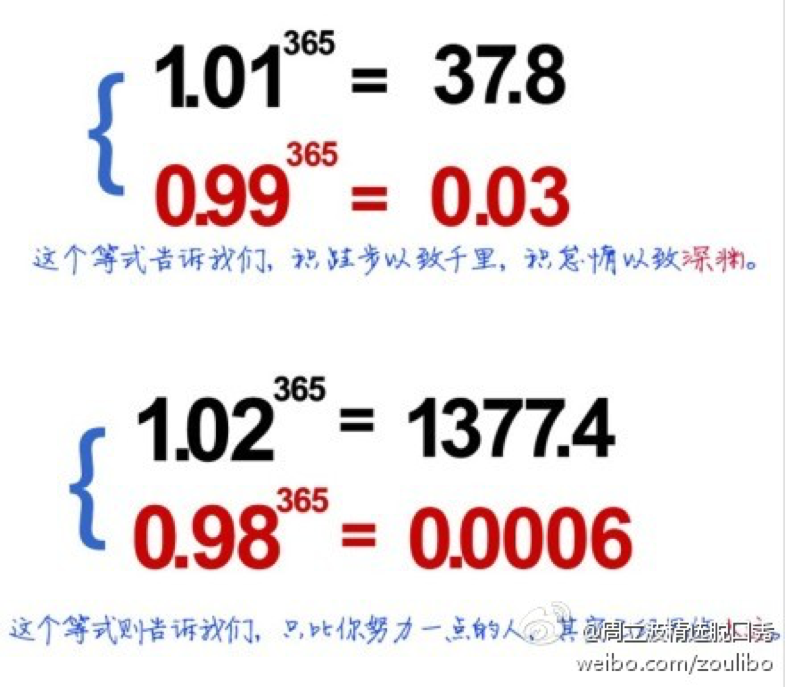 1.01^365 = 37.8
0.99^365 = 0.03
这个等式告诉我们，积跬步以致千里，积怠惰以致深渊。
1.02^365 = 1377.4
0.98^365 = 0.0006
这个等式则告诉我们，只比你努力一点的人，其实
@周立波精选脱口秀
weibo.com/zoulibo